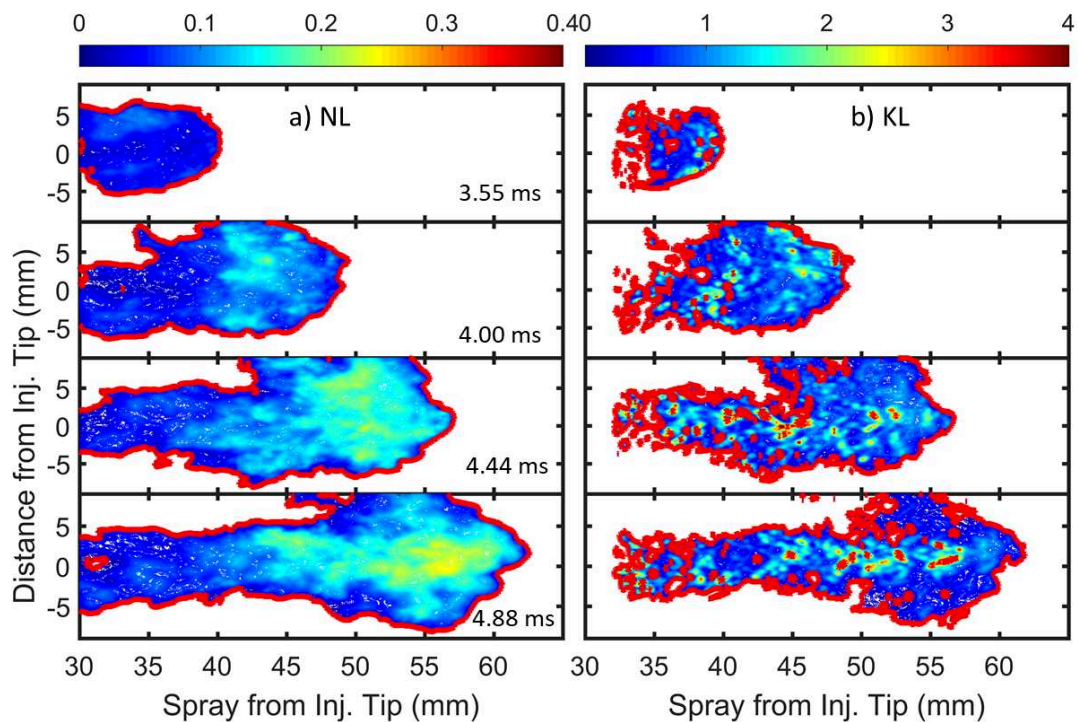 0 0.1 0.2 0.3 0.40 1 2 3 4
a) NL b) KL
5
0
-5
3.55 ms
5
0
-5
4.00 ms
5
0
-5
4.44 ms
5
0
-5
4.88 ms
Distance from Inj. Tip (mm)
30 35 40 45 50 55 60 30 35 40 45 50 55 60
Spray from Inj. Tip (mm) Spray from Inj. Tip (mm)